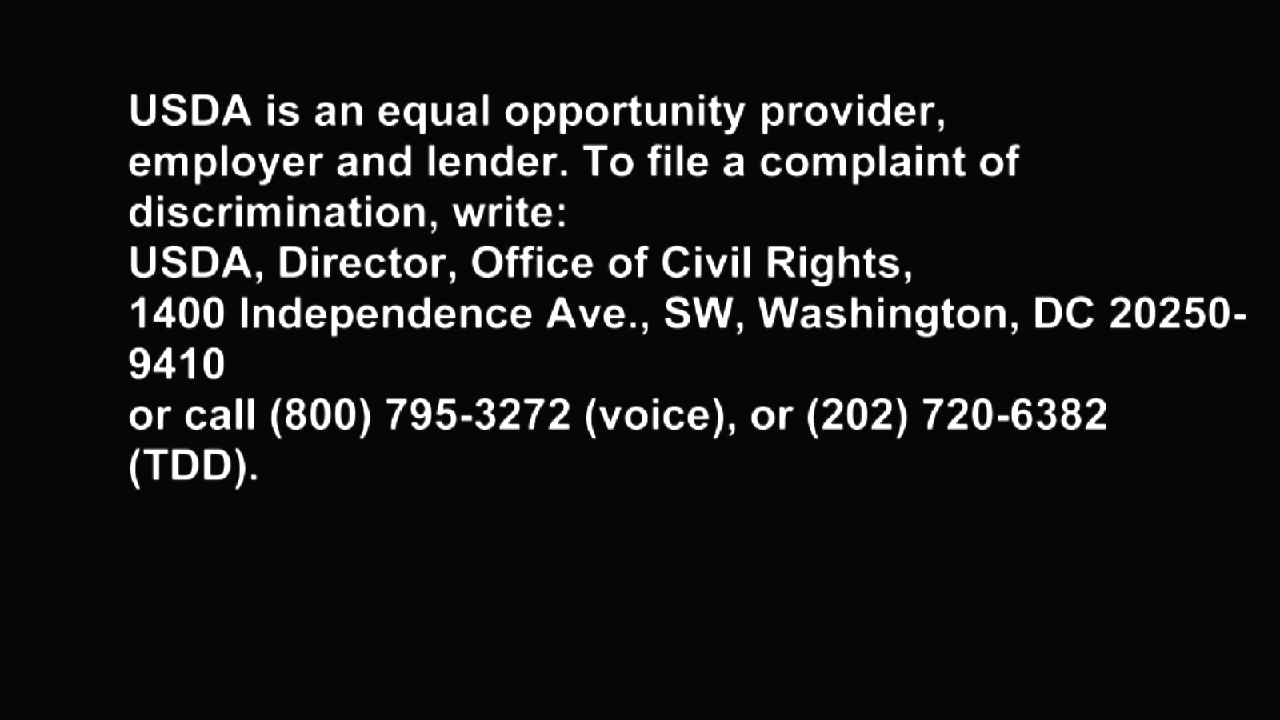 USDA is an equal opportunity provider,
employer and lender. To file a complaint of
discrimination, write:
USDA, Director, Office of Civil Rights,
1400 Independence Ave., SW, Washington, DC 20250-
9410
or call (800) 795-3272 (voice), or (202) 720-6382
(TDD).